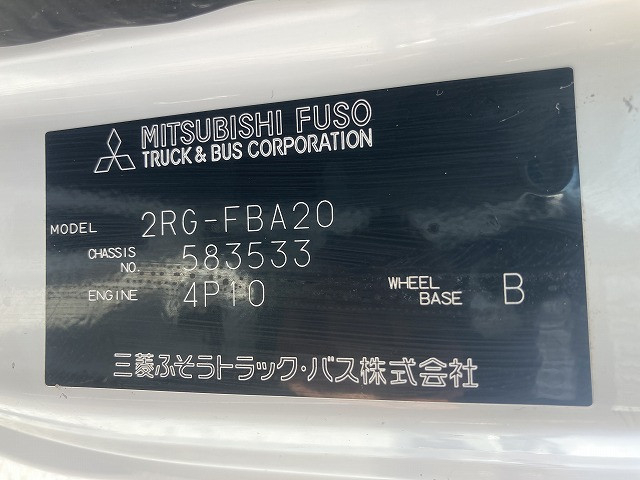 MITSUBISHI FUSO
TRUCK & BUS CORPORATION
MODEL 2RG-FBA20
CHASSIS NO. 583533
ENGINE 4P10 WHEEL BASE B
三菱ふそうトラック・バス株式会社